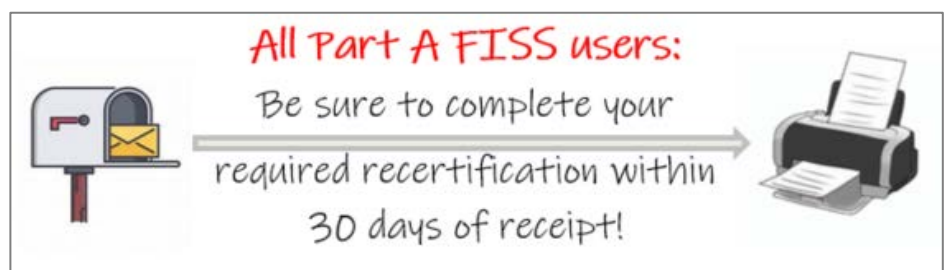 All Part A FISS users:
Be sure to complete your
required recertification within
30 days of receipt!